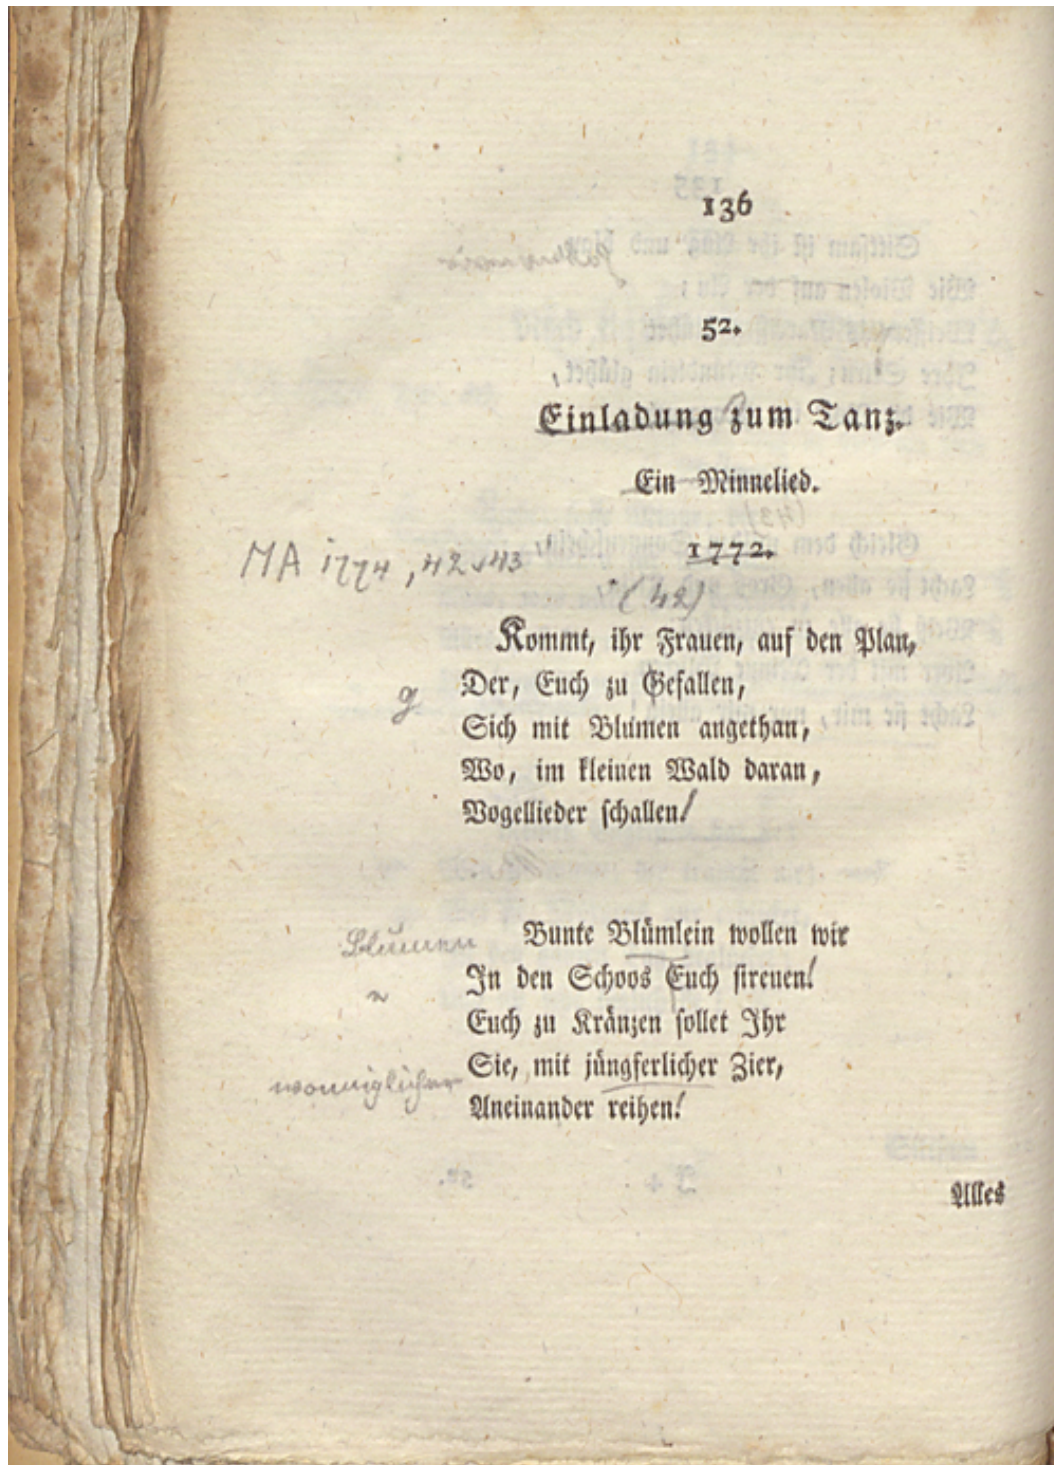 136
52.
Einladung zum Tanz.
Ein Minnelied.
1772.
MA 1774, 42 43
(42)
Kommt, ihr Frauen, auf den Plan,
g Der, Euch zu Gefallen,
Sich mit Blumen angethan,
Wo, im kleinen Wald daran,
Vogellieder schallen!
Blumen Bunte Blümlein wollen wir
In den Schoos Euch streuen!
Euch zu Kränzen sollet Ihr
wonniglicher Sie, mit jüngferlicher Zier,
Aneinander reihen!
Alles